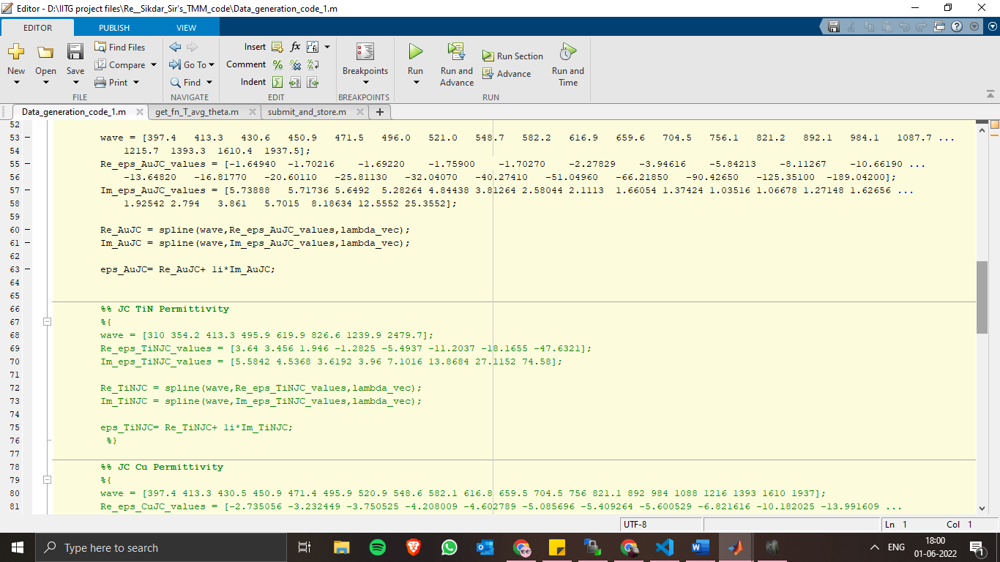 Editor - D:\IITG project files\Re__Sikdar_Sir's_TMM_code\Data_generation_code_1.m
EDITOR PUBLISH VIEW
New Open Save Find Files Compare Print
FILE
Go To Find
NAVIGATE
Insert fx
Comment %
Indent
EDIT
Breakpoints
BREAKPOINTS
Run Run and Advance Run Section Advance Run and Time
RUN
Data_generation_code_1.m get_fn_T_avg_theta.m submit_and_store.m +
52
53 wave = [397.4 413.3 430.6 450.9 471.5 496.0 521.0 548.7 582.2 616.9 659.6 704.5 756.1 821.2 892.1 984.1 1087.7 ...
54 1215.7 1393.3 1610.4 1937.5];
55 Re_eps_AuJC_values = [-1.64940 -1.70216 -1.69220 -1.75900 -1.70270 -2.27829 -3.94616 -5.84213 -8.11267 -10.66190 ...
56 -13.64820 -16.81770 -20.60110 -25.81130 -32.04070 -40.27410 -51.04960 -66.21850 -90.42650 -125.35100 -189.04200];
57 Im_eps_AuJC_values = [5.73888 5.71736 5.6492 5.28264 4.84438 3.81264 2.58044 2.1113 1.66054 1.37424 1.03516 1.06678 1.27148 1.62656 ...
58 1.92542 2.794 3.861 5.7015 8.18634 12.5552 25.3552];
59
60 Re_AuJC = spline(wave,Re_eps_AuJC_values,lambda_vec);
61 Im_AuJC = spline(wave,Im_eps_AuJC_values,lambda_vec);
62
63 eps_AuJC= Re_AuJC+ 1i*Im_AuJC;
64
65
66 %% JC TiN Permittivity
67 %{
68 wave = [310 354.2 413.3 495.9 619.9 826.6 1239.9 2479.7];
69 Re_eps_TiNJC_values = [3.64 3.456 1.946 -1.2825 -5.4937 -11.2037 -18.1655 -47.6321];
70 Im_eps_TiNJC_values = [5.5842 4.5368 3.6192 3.96 7.1016 13.8684 27.1152 74.58];
71
72 Re_TiNJC = spline(wave,Re_eps_TiNJC_values,lambda_vec);
73 Im_TiNJC = spline(wave,Im_eps_TiNJC_values,lambda_vec);
74
75 eps_TiNJC= Re_TiNJC+ 1i*Im_TiNJC;
76 %}
77
78 %% JC Cu Permittivity
79 %{
80 wave = [397.4 413.3 430.5 450.9 471.4 495.9 520.9 548.6 582.1 616.8 659.5 704.5 756 821.1 892 984 1088 1216 1393 1610 1937];
81 Re_eps_CuJC_values = [-2.735056 -3.232449 -3.750525 -4.208009 -4.602789 -5.085696 -5.409264 -5.600529 -6.821616 -10.182025 -13.991609 ...
UTF-8 Ln 1 Col 1
Type here to search
ENG 18:00
01-06-2022
1